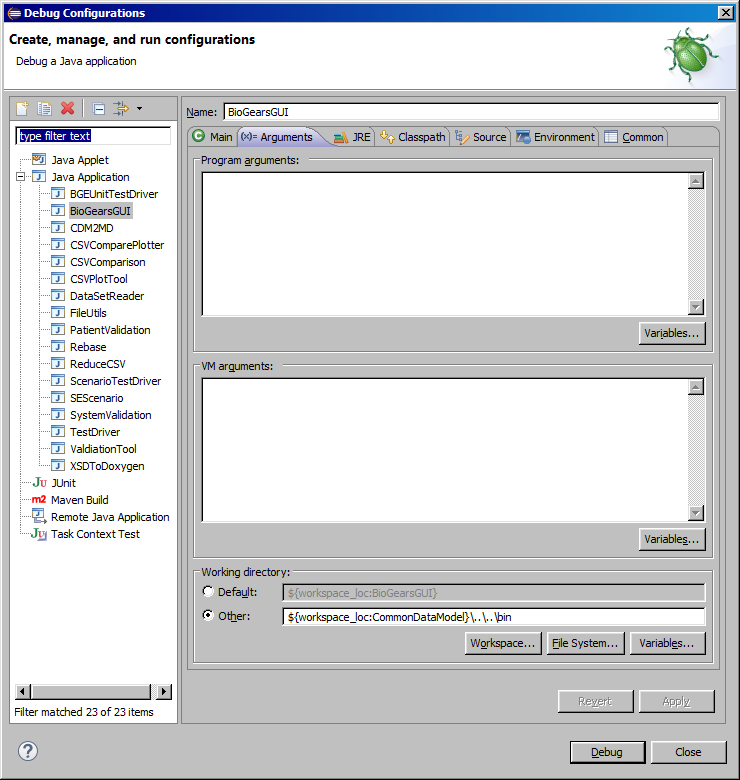 Debug Configurations
Create, manage, and run configurations
Debug a Java application
type filter text
Java Applet
Java Application
BGEUnitTestDriver
BioGearsGUI
CDM2MD
CSVComparePlotter
CSVComparison
CSVPlotTool
DataSetReader
FileUtils
PatientValidation
Rebase
ReduceCSV
ScenarioTestDriver
SEScenario
SystemValidation
TestDriver
ValdiationTool
XSDToDoxygen
JUnit
Maven Build
Remote Java Application
Task Context Test
Filter matched 23 of 23 items
Name: BioGearsGUI
Main (x)= Arguments JRE Classpath Source Environment Common
Program arguments:
Variables...
VM arguments:
Variables...
Working directory:
Default: ${workspace_loc:BioGearsGUI}
Other: ${workspace_loc:CommonDataModel}\..\..\bin
Workspace... File System... Variables...
Revert Apply
? Debug Close